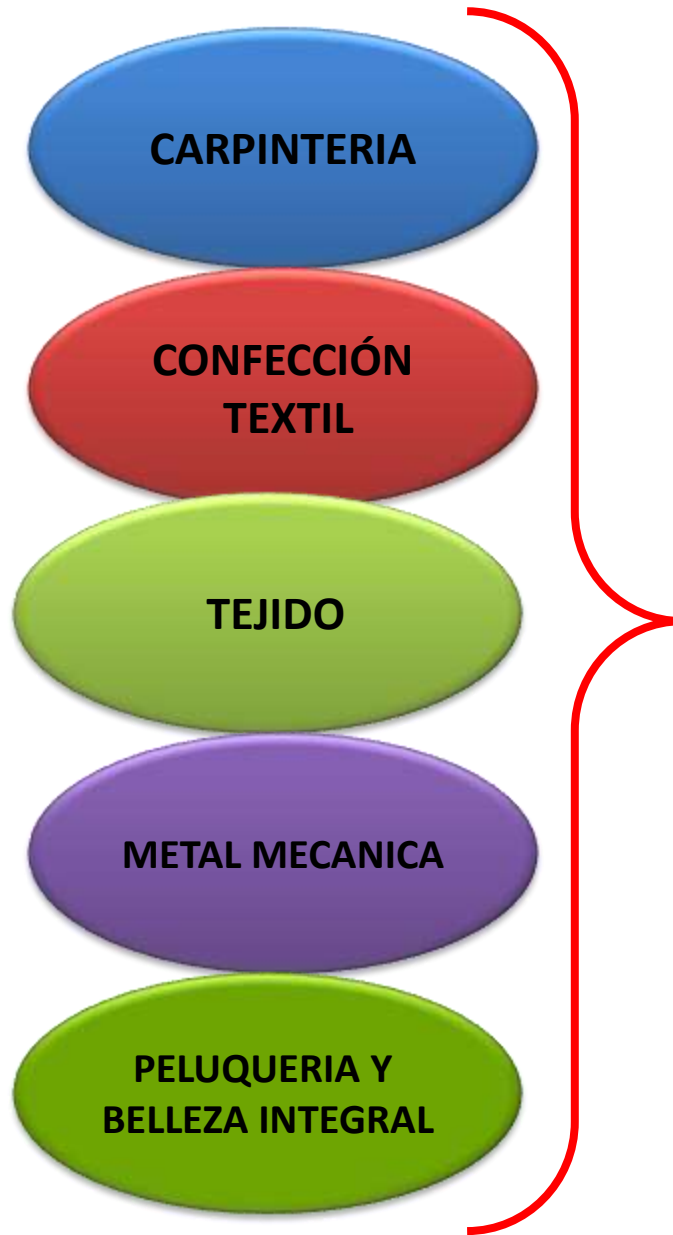 CARPINTERIA
CONFECCIÓN
TEXTIL
TEJIDO
METAL MECANICA
PELUQUERIA Y
BELLEZA INTEGRAL